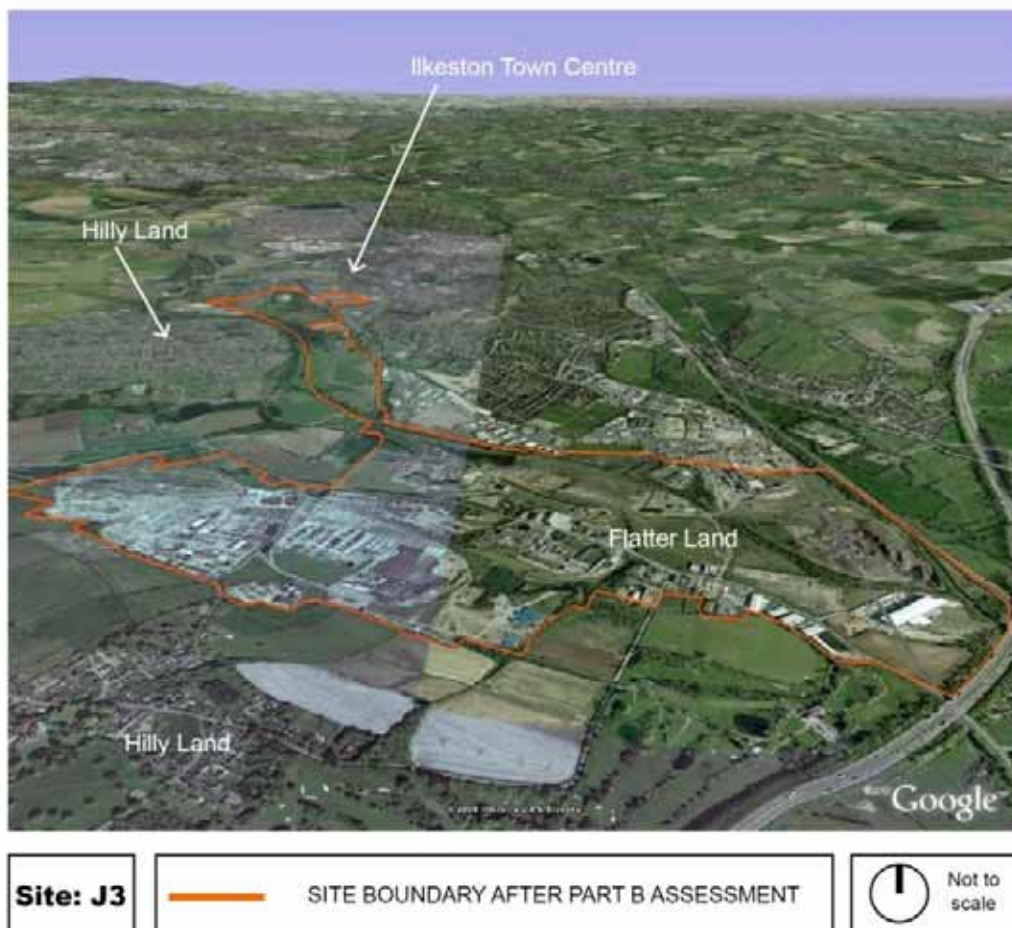 Ilkeston Town Centre
Hilly Land
Flatter Land
Hilly Land
Google
Site: J3
SITE BOUNDARY AFTER PART B ASSESSMENT
Not to
scale